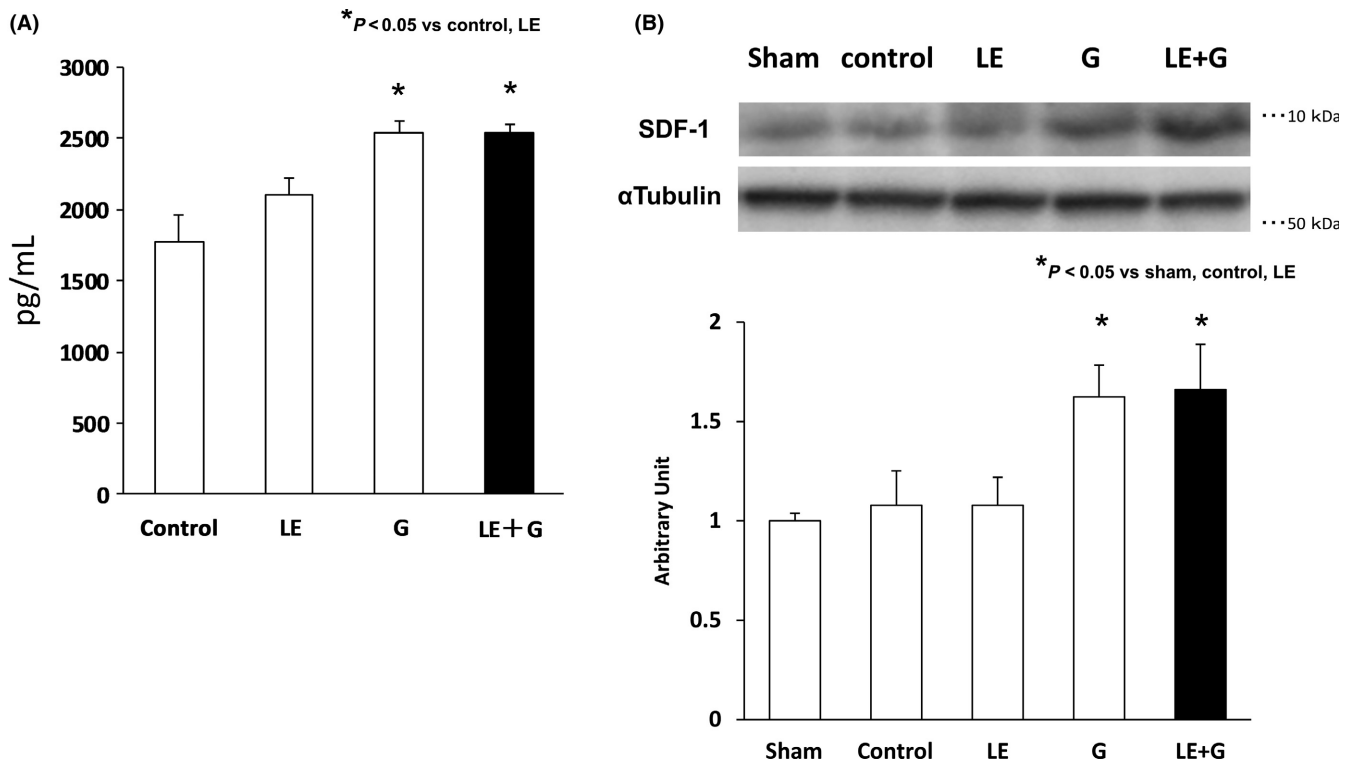 (A)
*P < 0.05 vs control, LE
3000
2500
2000
1500
1000
500
0
pg/mL
* *
Control LE G LE+G
(B)
Sham control LE G LE+G
SDF-1
···10 kDa
αTubulin
···50 kDa
*P < 0.05 vs sham, control, LE
2
1.5
1
0.5
0
Arbitrary Unit
* *
Sham Control LE G LE+G